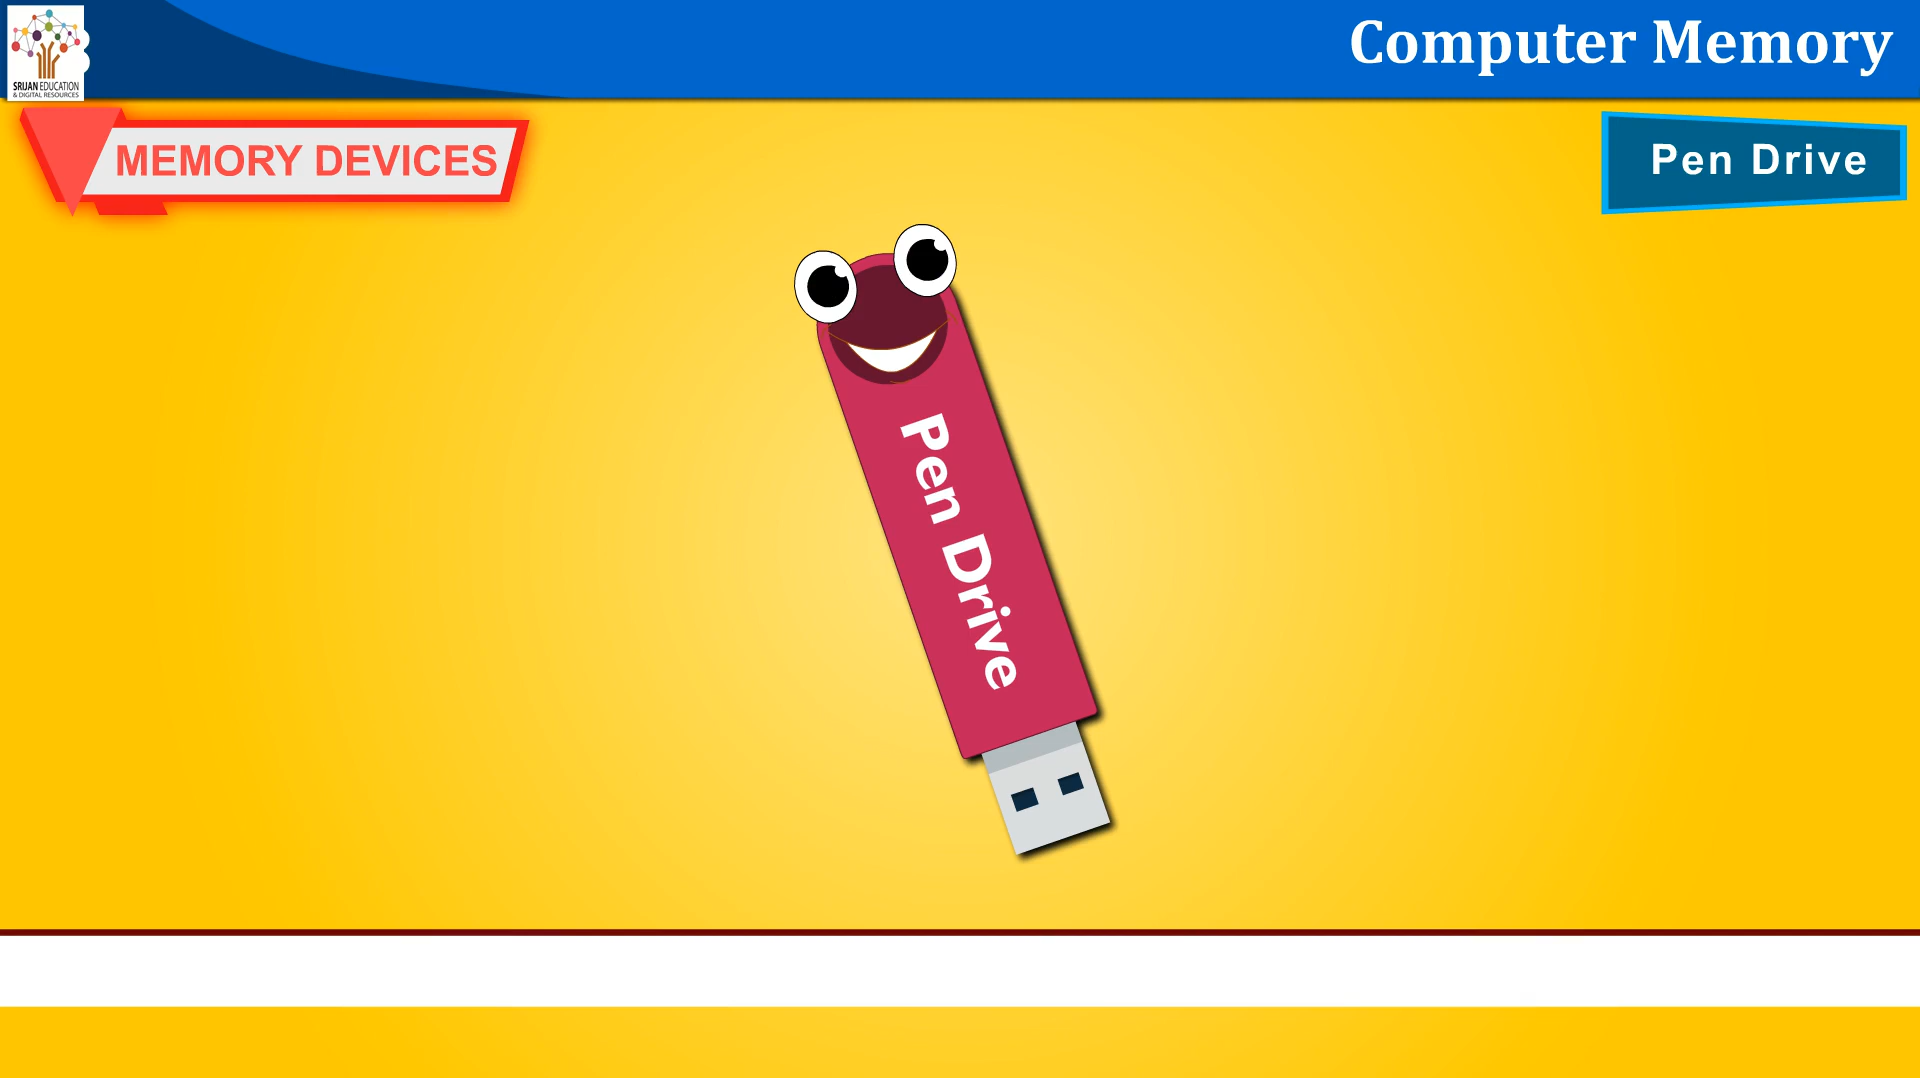 Computer Memory
SRIJAN EDUCATION
& DIGITAL RESOURCES
MEMORY DEVICES
Pen Drive
Pen Drive